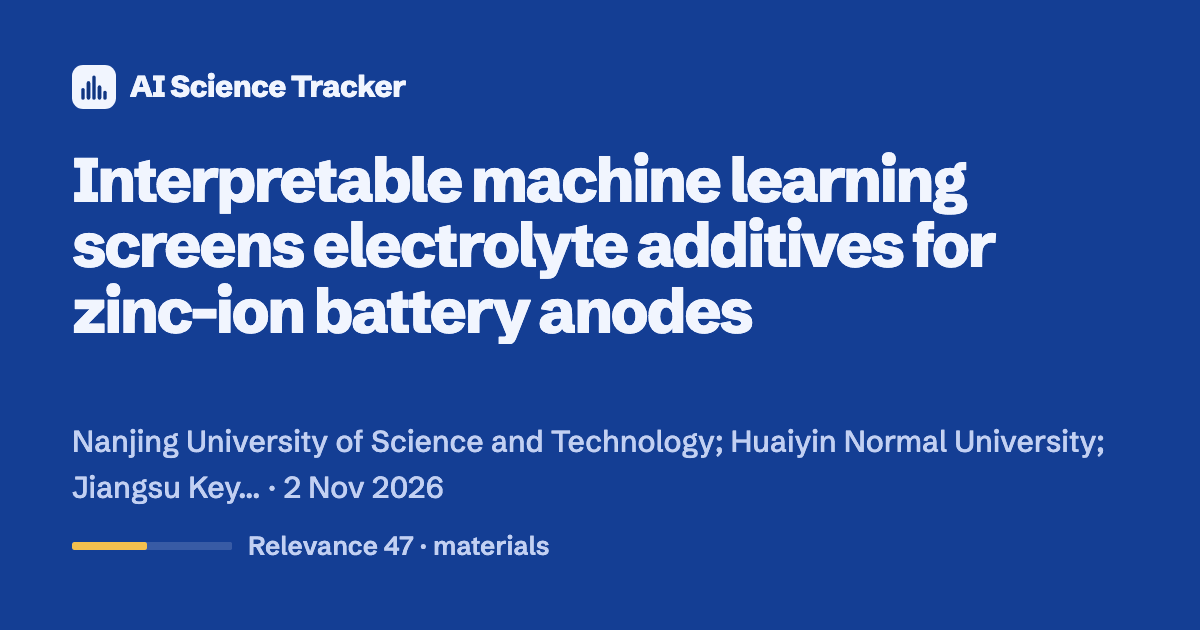 AI Science Tracker
Interpretable machine learning
screens electrolyte additives for
zinc-ion battery anodes
Nanjing University of Science and Technology; Huaiyin Normal University;
Jiangsu Key... · 2 Nov 2026
Relevance 47 · materials